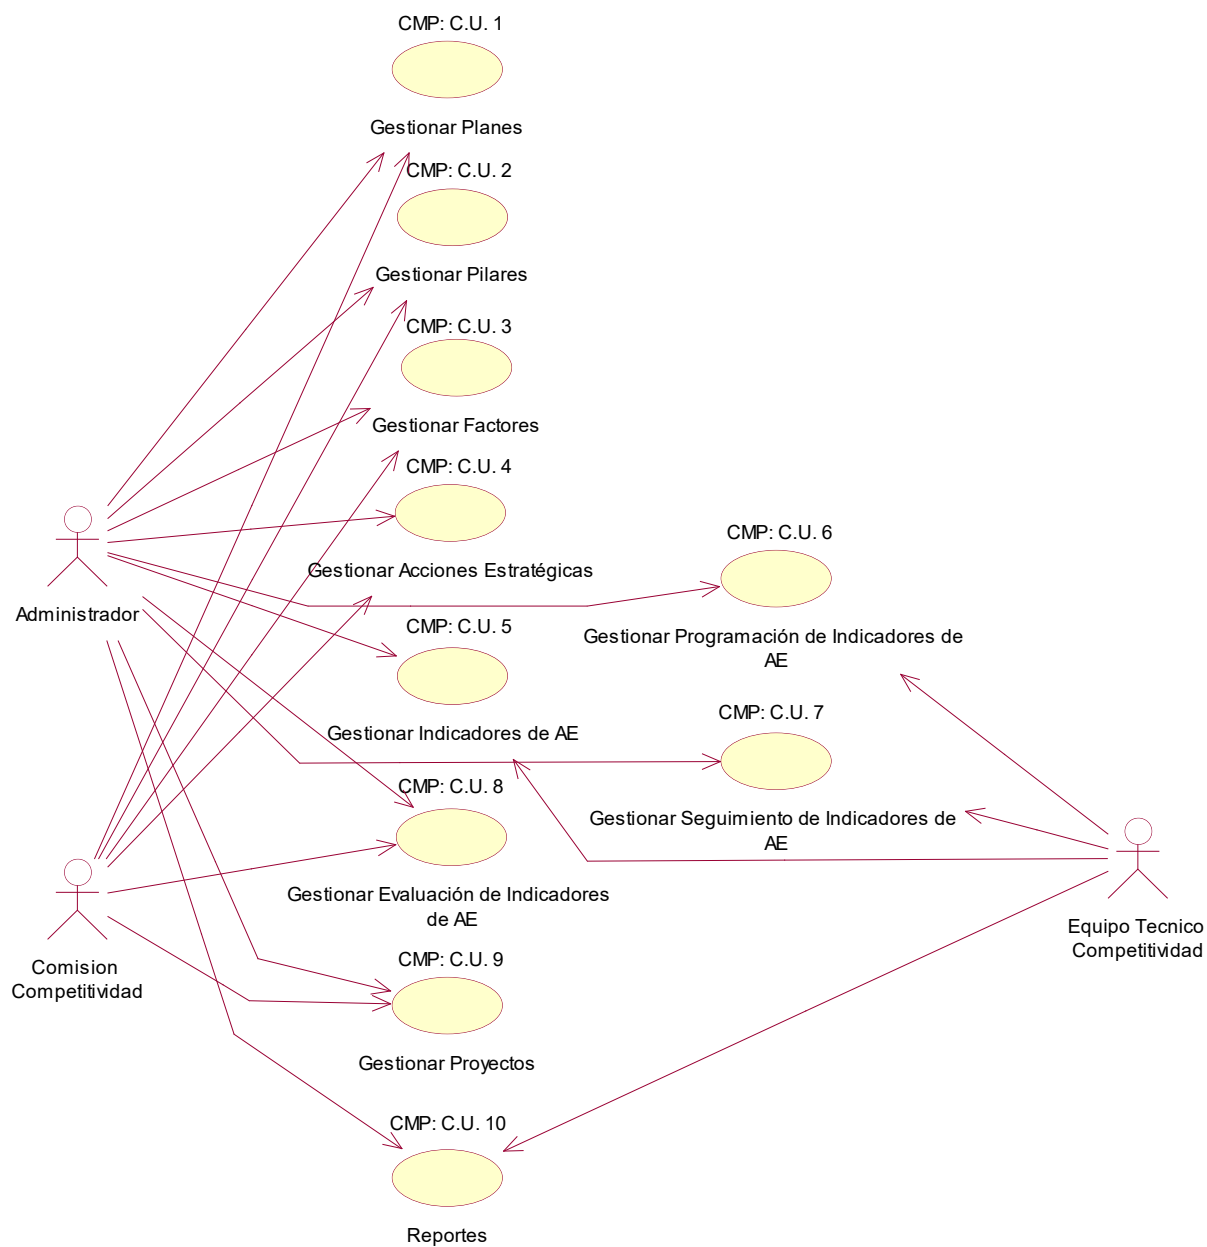 CMP: C.U. 1
Gestionar Planes
CMP: C.U. 2
Gestionar Pilares
CMP: C.U. 3
Gestionar Factores
CMP: C.U. 4
Gestionar Acciones Estratégicas
CMP: C.U. 5
Gestionar Indicadores de AE
CMP: C.U. 6
Gestionar Programación de Indicadores de
AE
CMP: C.U. 7
Gestionar Seguimiento de Indicadores de
AE
CMP: C.U. 8
Gestionar Evaluación de Indicadores
de AE
CMP: C.U. 9
Gestionar Proyectos
CMP: C.U. 10
Reportes
Administrador
Comision
Competitividad
Equipo Tecnico
Competitividad